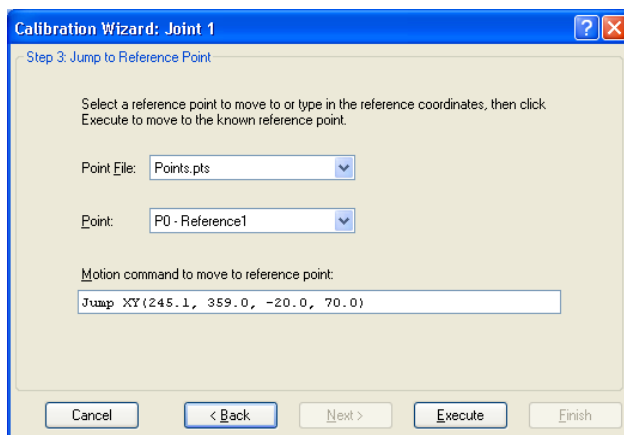 Calibration Wizard: Joint 1
Step 3: Jump to Reference Point
Select a reference point to move to or type in the reference coordinates, then click
Execute to move to the known reference point.
Point File: Points.pts
Point: P0 - Reference1
Motion command to move to reference point:
Jump XY(245.1, 359.0, -20.0, 70.0)
Cancel < Back Next > Execute Finish